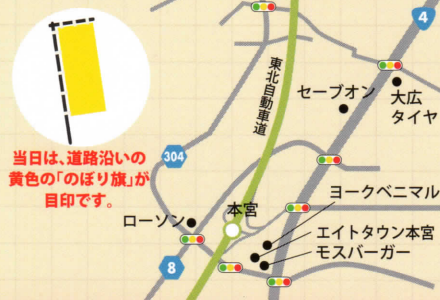 4
東北自動車道
セーブオン
大広
タイヤ
当日は、道路沿いの
黄色の「のぼり旗」が
目印です。
304
ヨークベニマル
ローソン
本宮
エイトタウン本宮
モスバーガー
8